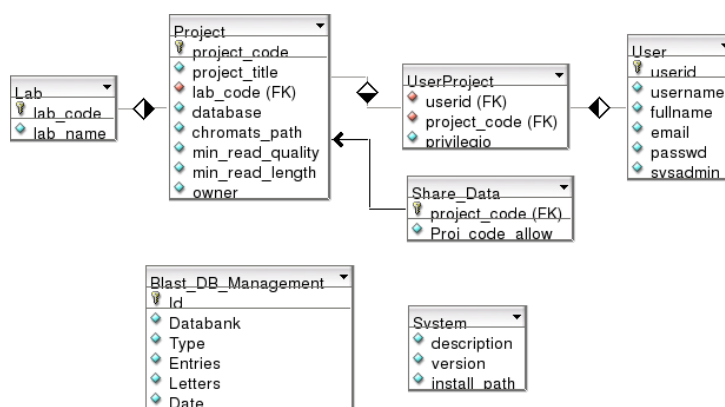 Project
project_code
project_title
lab_code (FK)
database
chromats_path
min_read_quality
min_read_length
owner
Lab
lab_code
lab_name
UserProject
userid (FK)
project_code (FK)
privilegio
User
userid
username
fullname
email
passwd
sysadmin
Share_Data
project_code (FK)
Proj_code_allow
Blast_DB_Management
Id
Databank
Type
Entries
Letters
Date
System
description
version
install_path